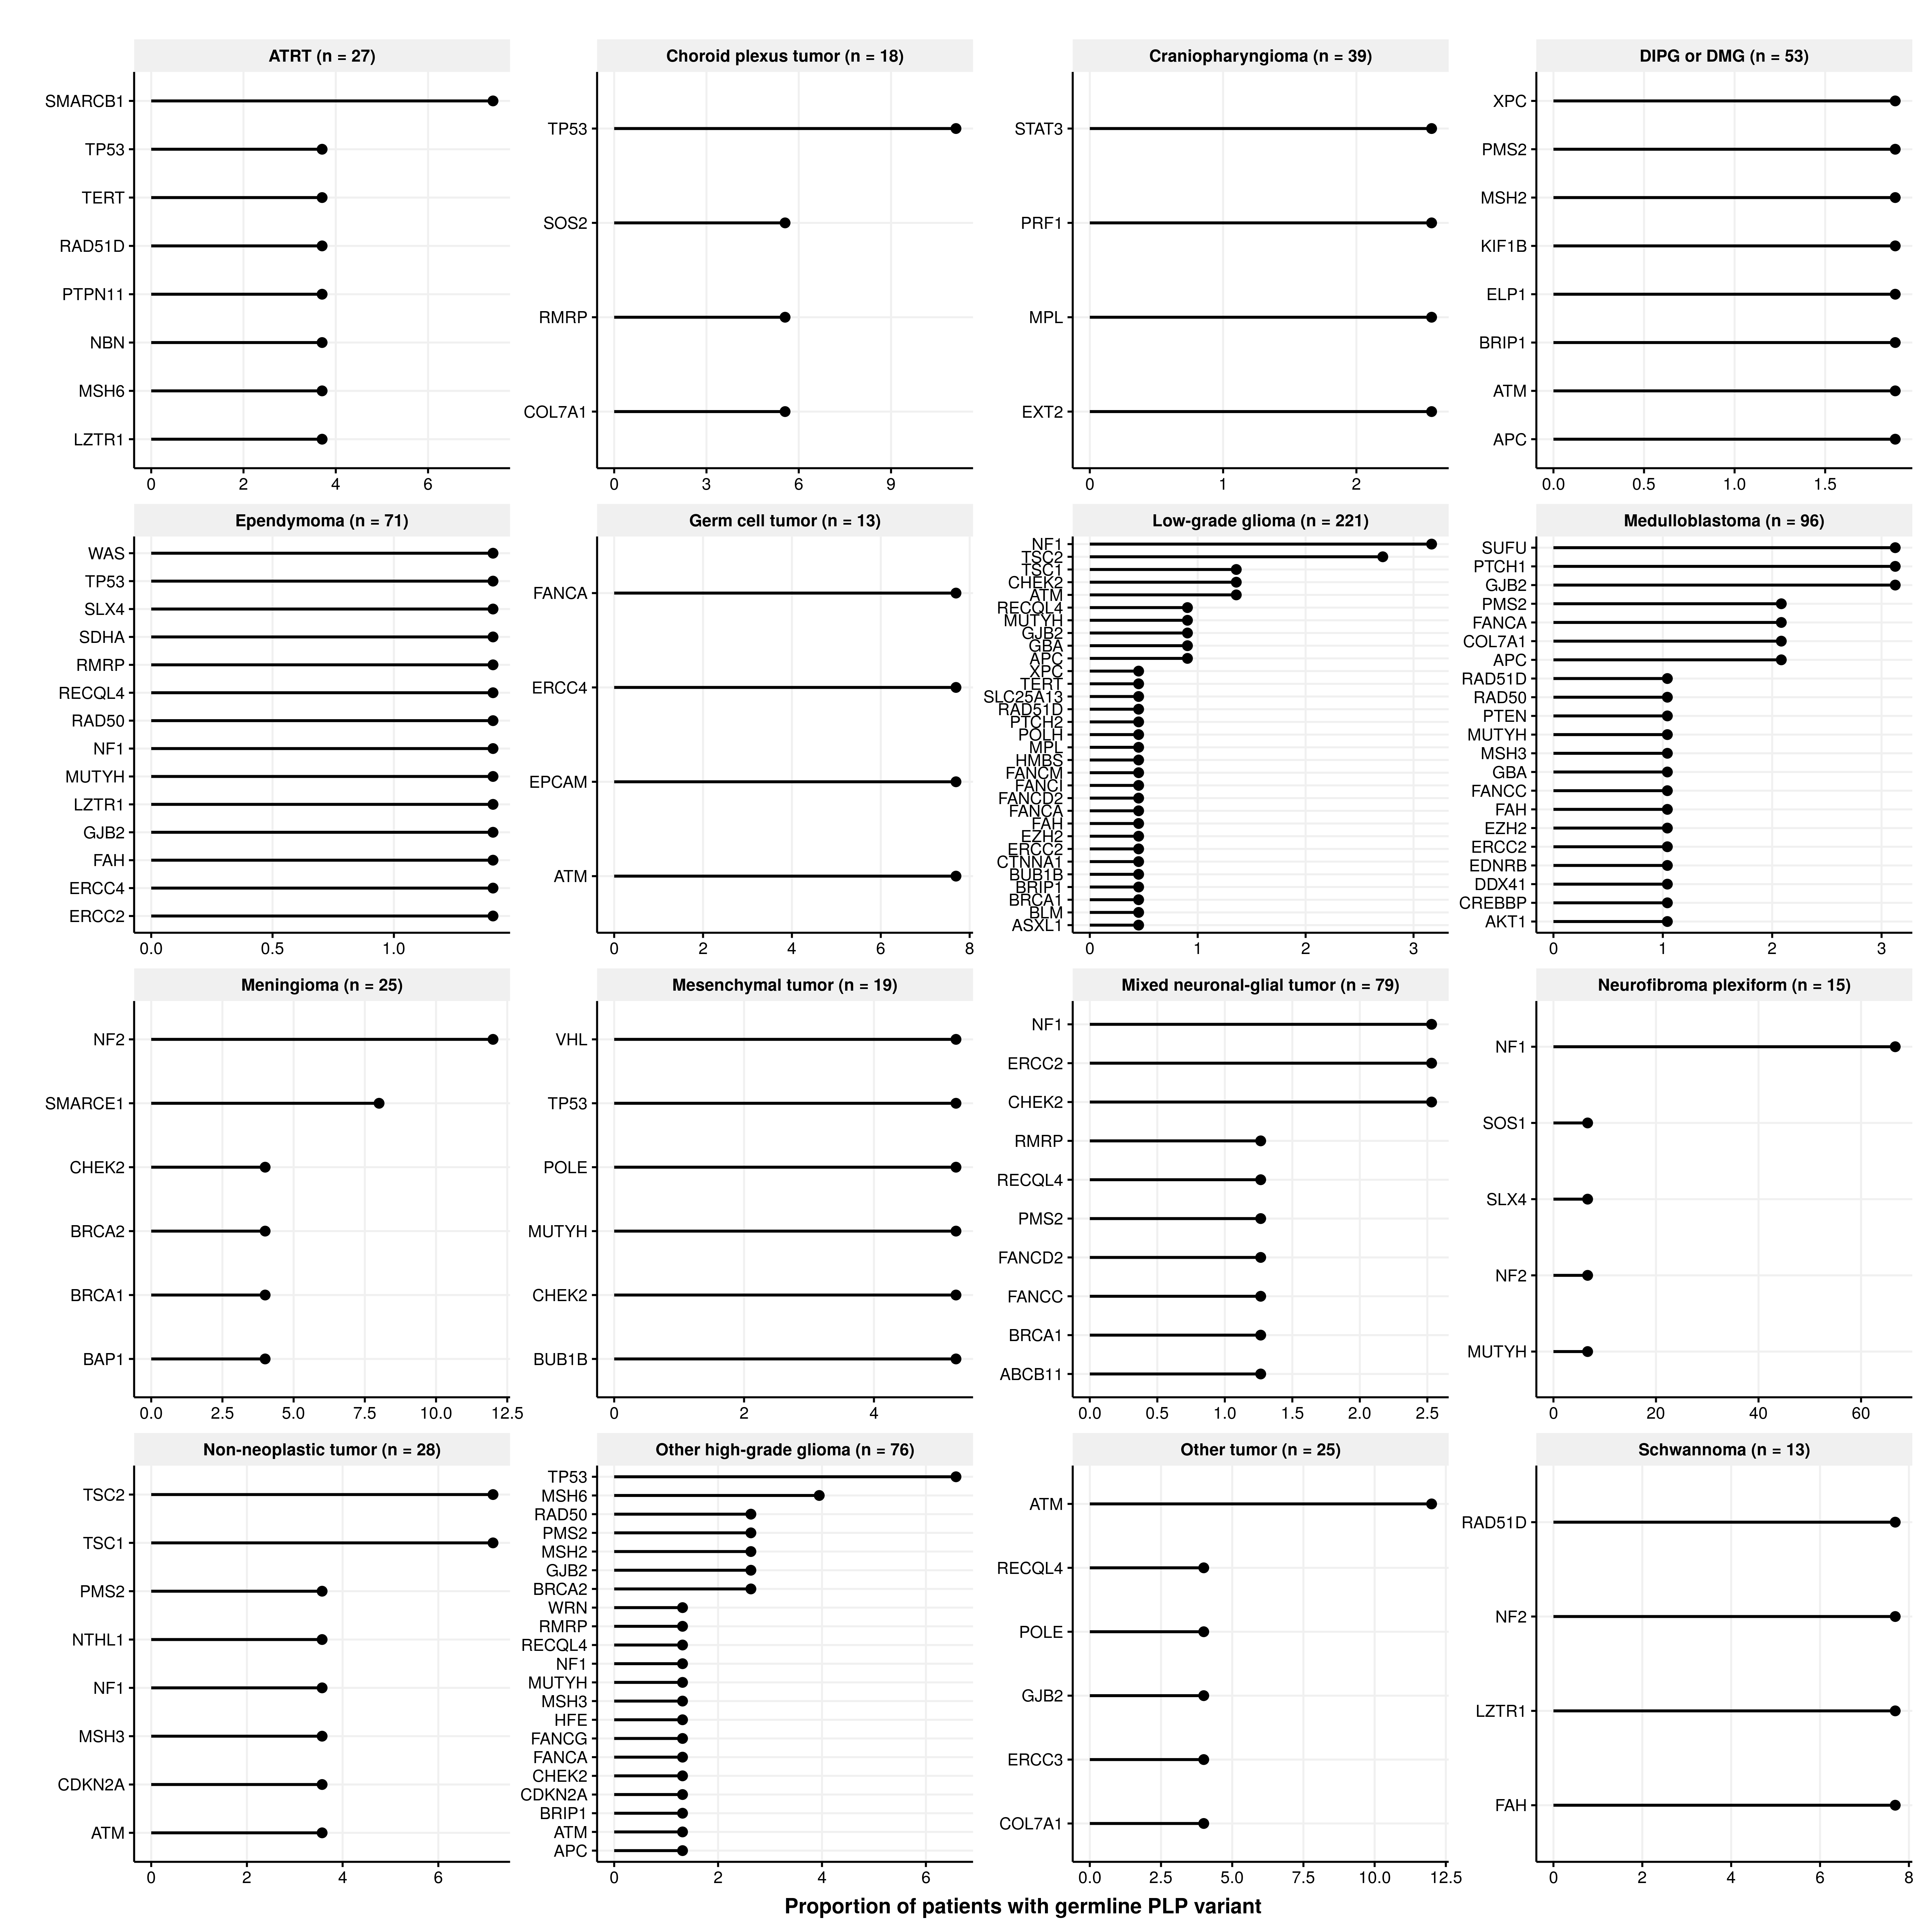 ATRT (n = 27)
SMARCB1
TP53
TERT
RAD51D
PTPN11
NBN
MSH6
LZTR1
0 2 4 6
Choroid plexus tumor (n = 18)
TP53
SOS2
RMRP
COL7A1
0 3 6 9
Craniopharyngioma (n = 39)
STAT3
PRF1
MPL
EXT2
0 1 2
DIPG or DMG (n = 53)
XPC
PMS2
MSH2
KIF1B
ELP1
BRIP1
ATM
APC
0.0 0.5 1.0 1.5
Ependymoma (n = 71)
WAS
TP53
SLX4
SDHA
RMRP
RECQL4
RAD50
NF1
MUTYH
LZTR1
GJB2
FAH
ERCC4
ERCC2
0.0 0.5 1.0
Germ cell tumor (n = 13)
FANCA
ERCC4
EPCAM
ATM
0 2 4 6 8
Low-grade glioma (n = 221)
NF1
TSC2
TSC1
CHEK2
ATM
RECQL4
MUTYH
GJB2
GBA
APC
XPC
TERT
SLC25A13
RAD51D
PTCH2
POLH
MPL
HMBS
FANCM
FANCI
FANCD2
FANCA
FAH
EZH2
ERCC2
CTNNA1
BUB1B
BRIP1
BRCA1
BLM
ASXL1
0 1 2 3
Medulloblastoma (n = 96)
SUFU
PTCH1
GJB2
PMS2
FANCA
COL7A1
APC
RAD51D
RAD50
PTEN
MUTYH
MSH3
GBA
FANCC
FAH
EZH2
ERCC2
EDNRB
DDX41
CREBBP
AKT1
0 1 2 3
Meningioma (n = 25)
NF2
SMARCE1
CHEK2
BRCA2
BRCA1
BAP1
0.0 2.5 5.0 7.5 10.0 12.5
Mesenchymal tumor (n = 19)
VHL
TP53
POLE
MUTYH
CHEK2
BUB1B
0 2 4
Mixed neuronal-glial tumor (n = 79)
NF1
ERCC2
CHEK2
RMRP
RECQL4
PMS2
FANCD2
FANCC
BRCA1
ABCB11
0.0 0.5 1.0 1.5 2.0 2.5
Neurofibroma plexiform (n = 15)
NF1
SOS1
SLX4
NF2
MUTYH
0 20 40 60
Non-neoplastic tumor (n = 28)
TSC2
TSC1
PMS2
NTHL1
NF1
MSH3
CDKN2A
ATM
0 2 4 6
Other high-grade glioma (n = 76)
TP53
MSH6
RAD50
PMS2
MSH2
GJB2
BRCA2
WRN
RMRP
RECQL4
NF1
MUTYH
MSH3
HFE
FANCG
FANCA
CHEK2
CDKN2A
BRIP1
ATM
APC
0 2 4 6
Other tumor (n = 25)
ATM
RECQL4
POLE
GJB2
ERCC3
COL7A1
0.0 2.5 5.0 7.5 10.0 12.5
Schwannoma (n = 13)
RAD51D
NF2
LZTR1
FAH
0 2 4 6 8
Proportion of patients with germline PLP variant